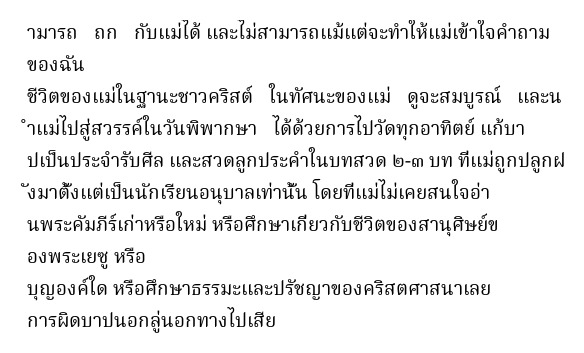 ามารถ ถก กับแม่ได้ และไม่สามารถแม้แต่จะทำให้แม่เข้าใจคำถาม
ของฉัน
ชีวิตของแม่ในฐานะชาวคริสต์ ในทัศนะของแม่ ดูจะสมบูรณ์ และน
ำแม่ไปสู่สวรรค์ในวันพิพากษา ได้ด้วยการไปวัดทุกอาทิตย์ แก้บา
ปเป็นประจำรับศีล และสวดลูกประคำในบทสวด ๒-๓ บท ที่แม่ถูกปลูกฝ
ังมาตั้งแต่เป็นนักเรียนอนุบาลเท่านั้น โดยที่แม่ไม่เคยสนใจอ่า
นพระคัมภีร์เก่าหรือใหม่ หรือศึกษาเกี่ยวกับชีวิตของสานุศิษย์ข
องพระเยซู หรือ
บุญองค์ใด หรือศึกษาธรรมะและปรัชญาของคริสตศาสนาเลย
การผิดบาปนอกลู่นอกทางไปเสีย